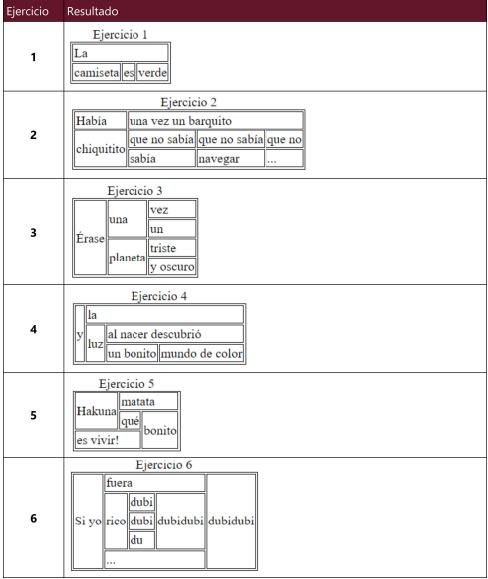 Ejercicio Resultado
1
Ejercicio 1
La
camiseta es verde
2
Ejercicio 2
Había una vez un barquito
chiquitito que no sabía que no sabía que no
sabía navegar ...
3
Ejercicio 3
Érase una vez
un
planeta triste
y oscuro
4
Ejercicio 4
y la
luz al nacer descubrió
un bonito mundo de color
5
Ejercicio 5
Hakuna matata
qué bonito
es vivir!
6
Ejercicio 6
Si yo fuera dubidubi
rico dubi dubidubi
dubi
du
...